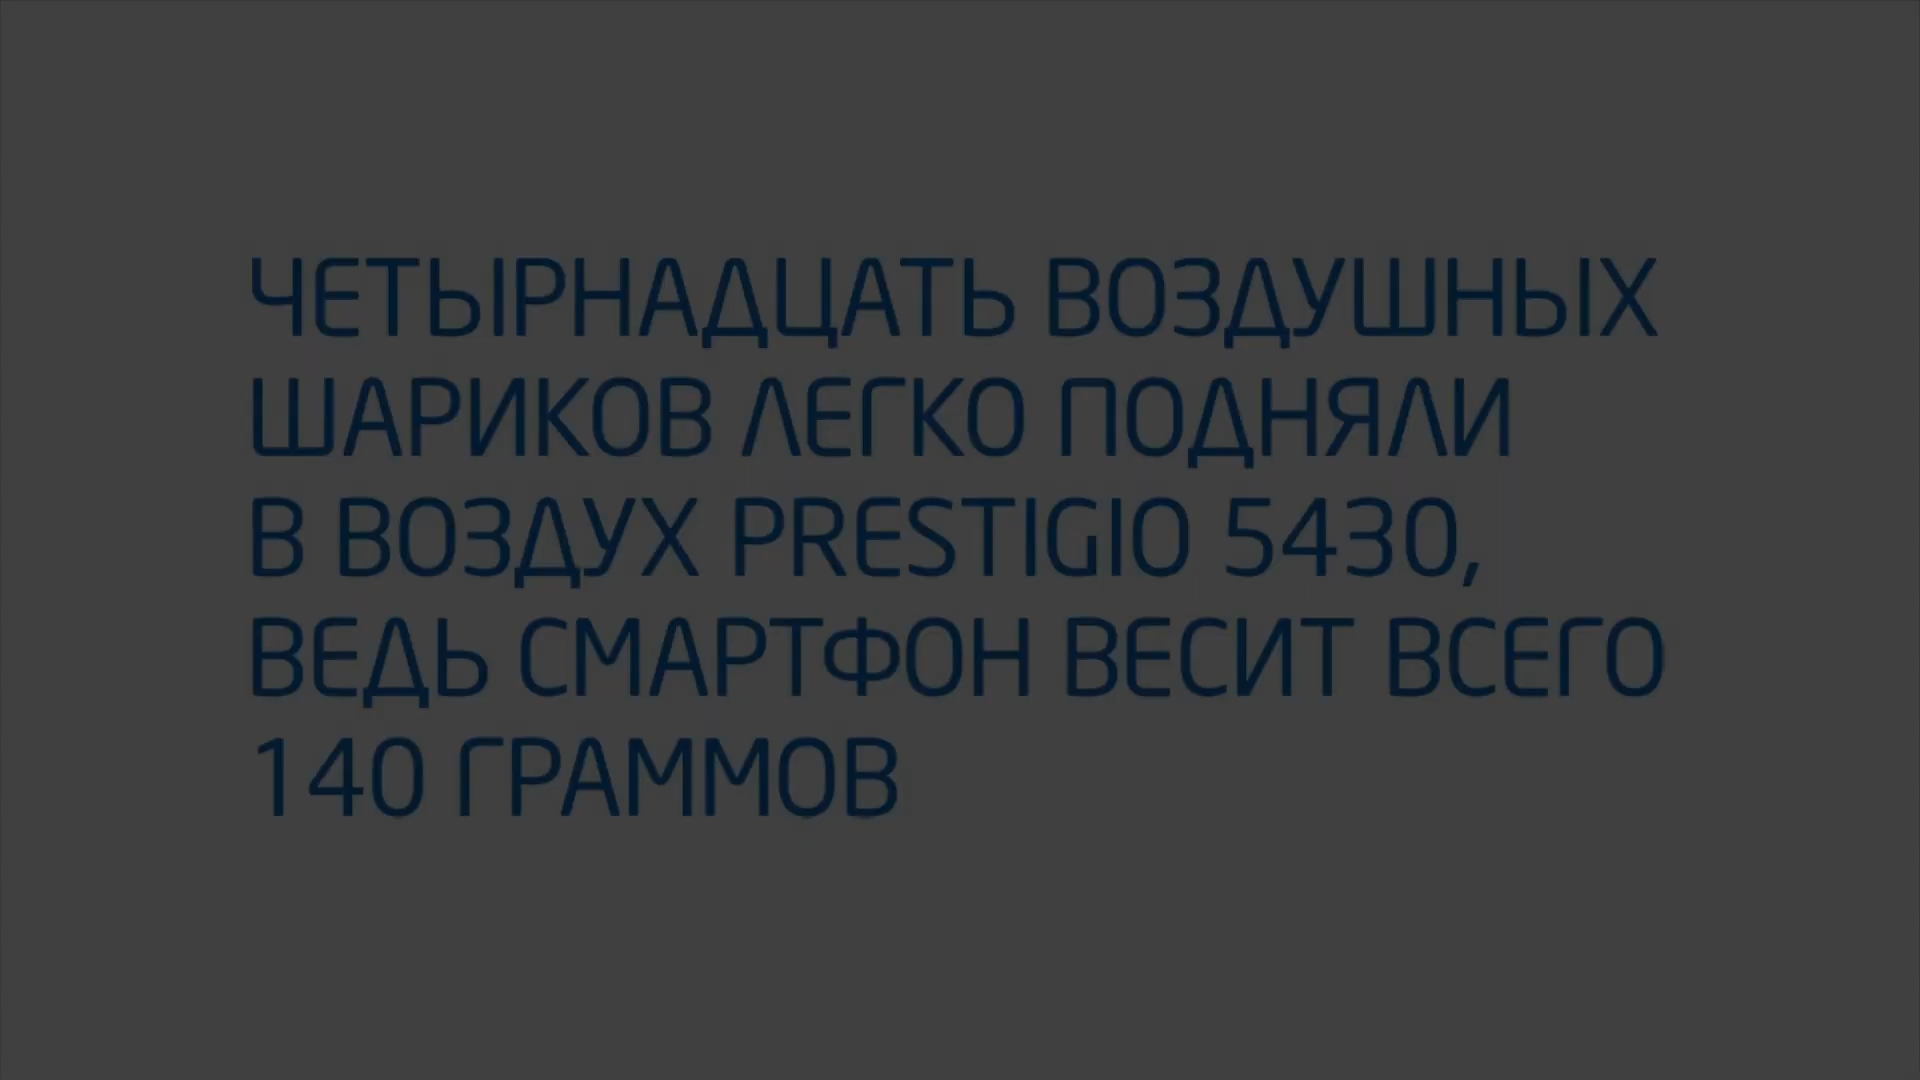 ЧЕТЫРНАДЦАТЬ ВОЗДУШНЫХ
ШАРИКОВ ЛЕГКО ПОДНЯЛИ
В ВОЗДУХ PRESTIGIO 5430,
ВЕДЬ СМАРТФОН ВЕСИТ ВСЕГО
140 ГРАММОВ